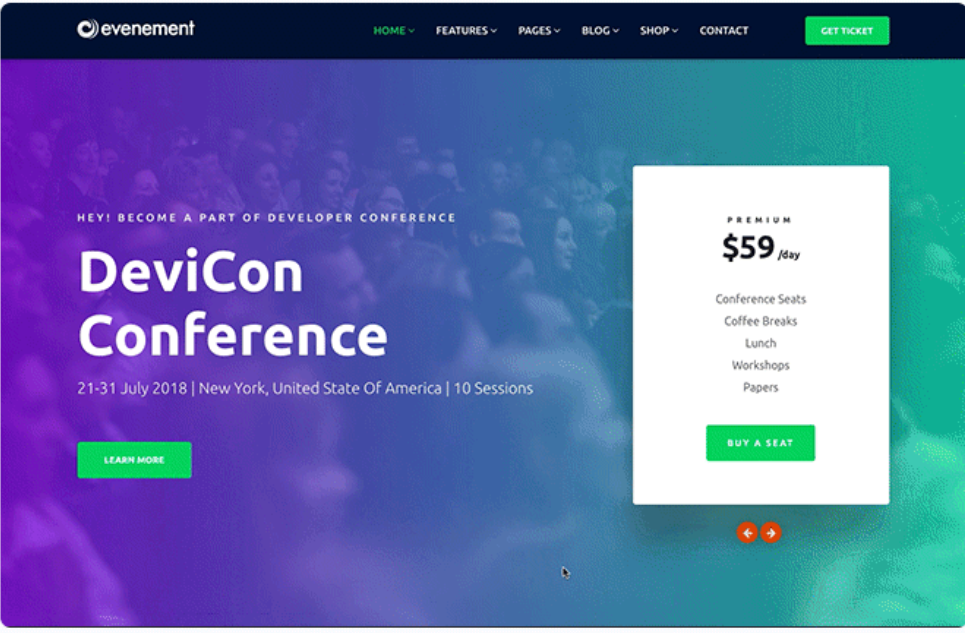 evenement
HOME FEATURES PAGES BLOG SHOP CONTACT GET TICKET
HEY! BECOME A PART OF DEVELOPER CONFERENCE
DeviCon
Conference
21-31 July 2018 | New York, United State Of America | 10 Sessions
LEARN MORE
PREMIUM
$59 /day
Conference Seats
Coffee Breaks
Lunch
Workshops
Papers
BUY A SEAT